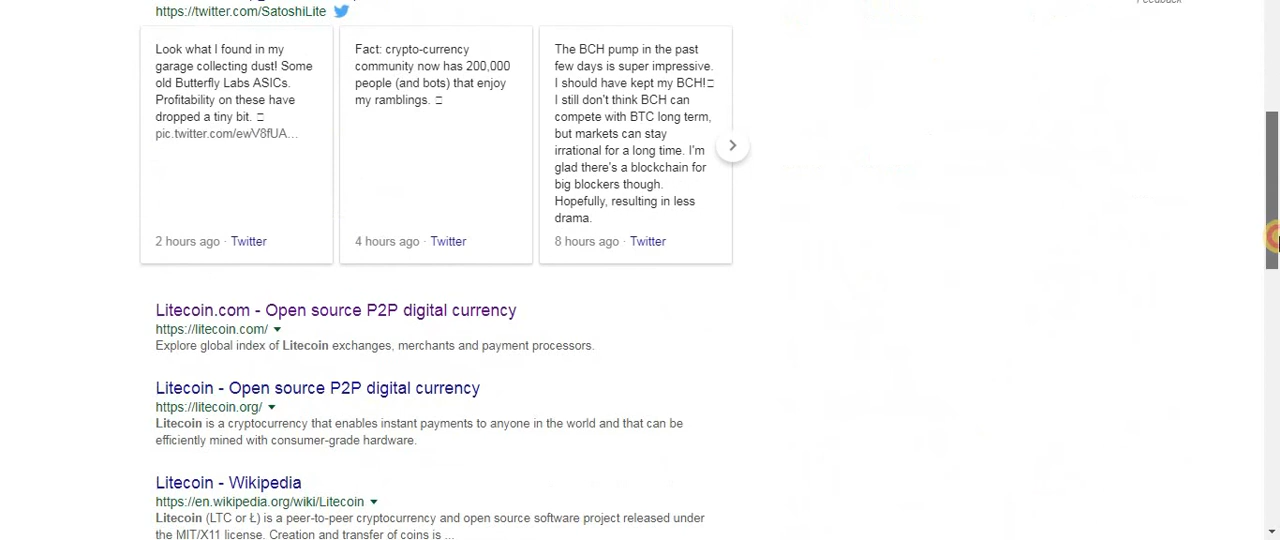 Feedback
https://twitter.com/SatoshiLite
Look what I found in my
garage collecting dust! Some
old Butterfly Labs ASICs.
Profitability on these have
dropped a tiny bit.
pic.twitter.com/ewV8fUA...
2 hours ago · Twitter
Fact: crypto-currency
community now has 200,000
people (and bots) that enjoy
my ramblings.
4 hours ago · Twitter
The BCH pump in the past
few days is super impressive.
I should have kept my BCH!
I still don't think BCH can
compete with BTC long term,
but markets can stay
irrational for a long time. I'm
glad there's a blockchain for
big blockers though.
Hopefully, resulting in less
drama.
8 hours ago · Twitter
Litecoin.com - Open source P2P digital currency
https://litecoin.com/
Explore global index of Litecoin exchanges, merchants and payment processors.
Litecoin - Open source P2P digital currency
https://litecoin.org/
Litecoin is a cryptocurrency that enables instant payments to anyone in the world and that can be
efficiently mined with consumer-grade hardware.
Litecoin - Wikipedia
https://en.wikipedia.org/wiki/Litecoin
Litecoin (LTC or Ł) is a peer-to-peer cryptocurrency and open source software project released under
the MIT/X11 license. Creation and transfer of coins is ...